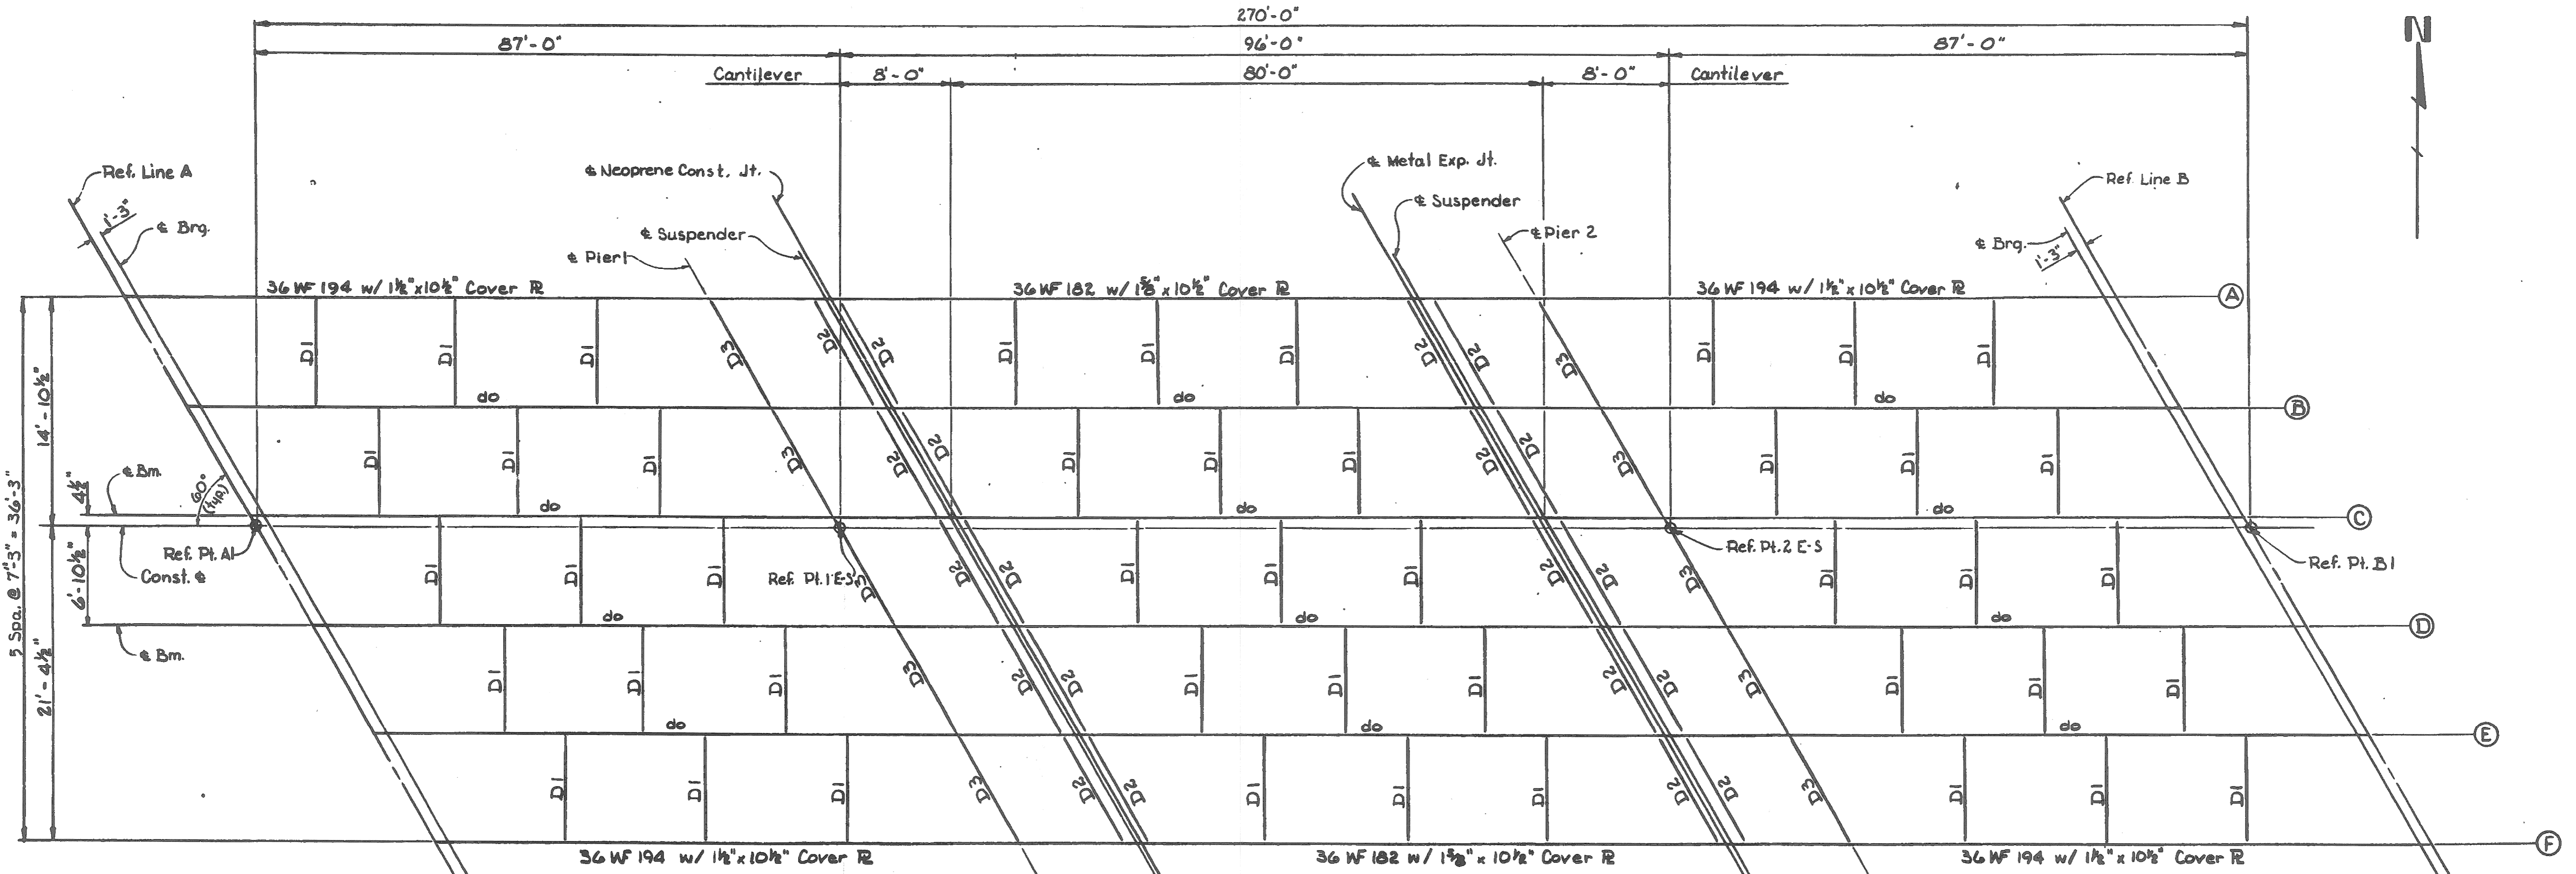 270'-0"
N
87'-0"
96'-0"
87'-0"
Cantilever
8'-0"
80'-0"
8'-0"
Cantilever
Ref. Line A
1'-3"
℄ Brg.
℄ Neoprene Const. Jt.
℄ Suspender
℄ Pier 1
℄ Metal Exp. Jt.
℄ Suspender
℄ Pier 2
Ref. Line B
℄ Brg.
1'-3"
36 WF 194 w/ 1½"x10½" Cover ℞
36 WF 182 w/ 1⅝"x10½" Cover ℞
36 WF 194 w/ 1½"x10½" Cover ℞
A
D1 D1 D1 D3 D2 D2 D1 D1 D1 D2 D2 D3 D1 D1 D1
do do do
B
14'-10½"
D1 D1 D1 D3 D2 D2 D1 D1 D1 D2 D2 D3 D1 D1 D1
℄ Bm.
4½"
60°
(typ.)
do do do
C
5 Spa. @ 7'-3" = 36'-3"
Ref. Pt. A1
Const. ℄
6'-10½"
Ref. Pt. 1 E-S
Ref. Pt. 2 E-S
Ref. Pt. B1
D1 D1 D1 D3 D2 D2 D1 D1 D1 D2 D2 D3 D1 D1 D1
do do do
D
℄ Bm.
21'-4½"
D1 D1 D1 D3 D2 D2 D1 D1 D1 D2 D2 D3 D1 D1 D1
do do do
E
D1 D1 D1 D3 D2 D2 D1 D1 D1 D2 D2 D3 D1 D1 D1
F
36 WF 194 w/ 1½"x10½" Cover ℞
36 WF 182 w/ 1⅝"x10½" Cover ℞
36 WF 194 w/ 1½"x10½" Cover ℞